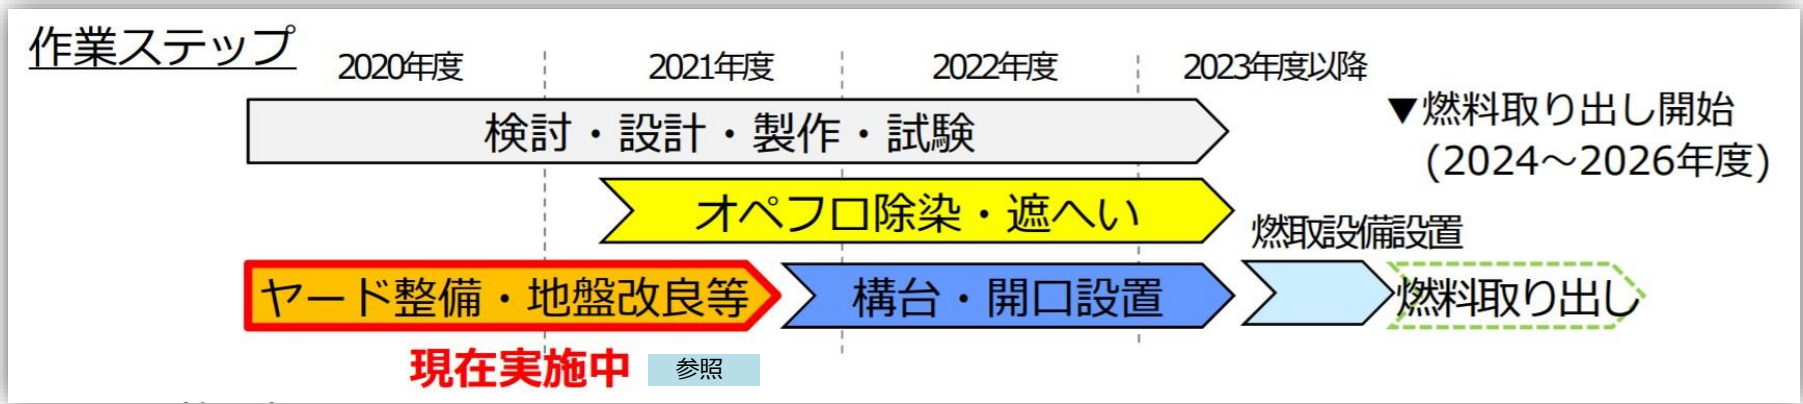 作業ステップ
2020年度
2021年度
2022年度
2023年度以降
検討・設計・製作・試験
▼燃料取り出し開始
(2024～2026年度)
オペフロ除染・遮へい
燃取設備設置
ヤード整備・地盤改良等
構台・開口設置
燃料取り出し
現在実施中
参照